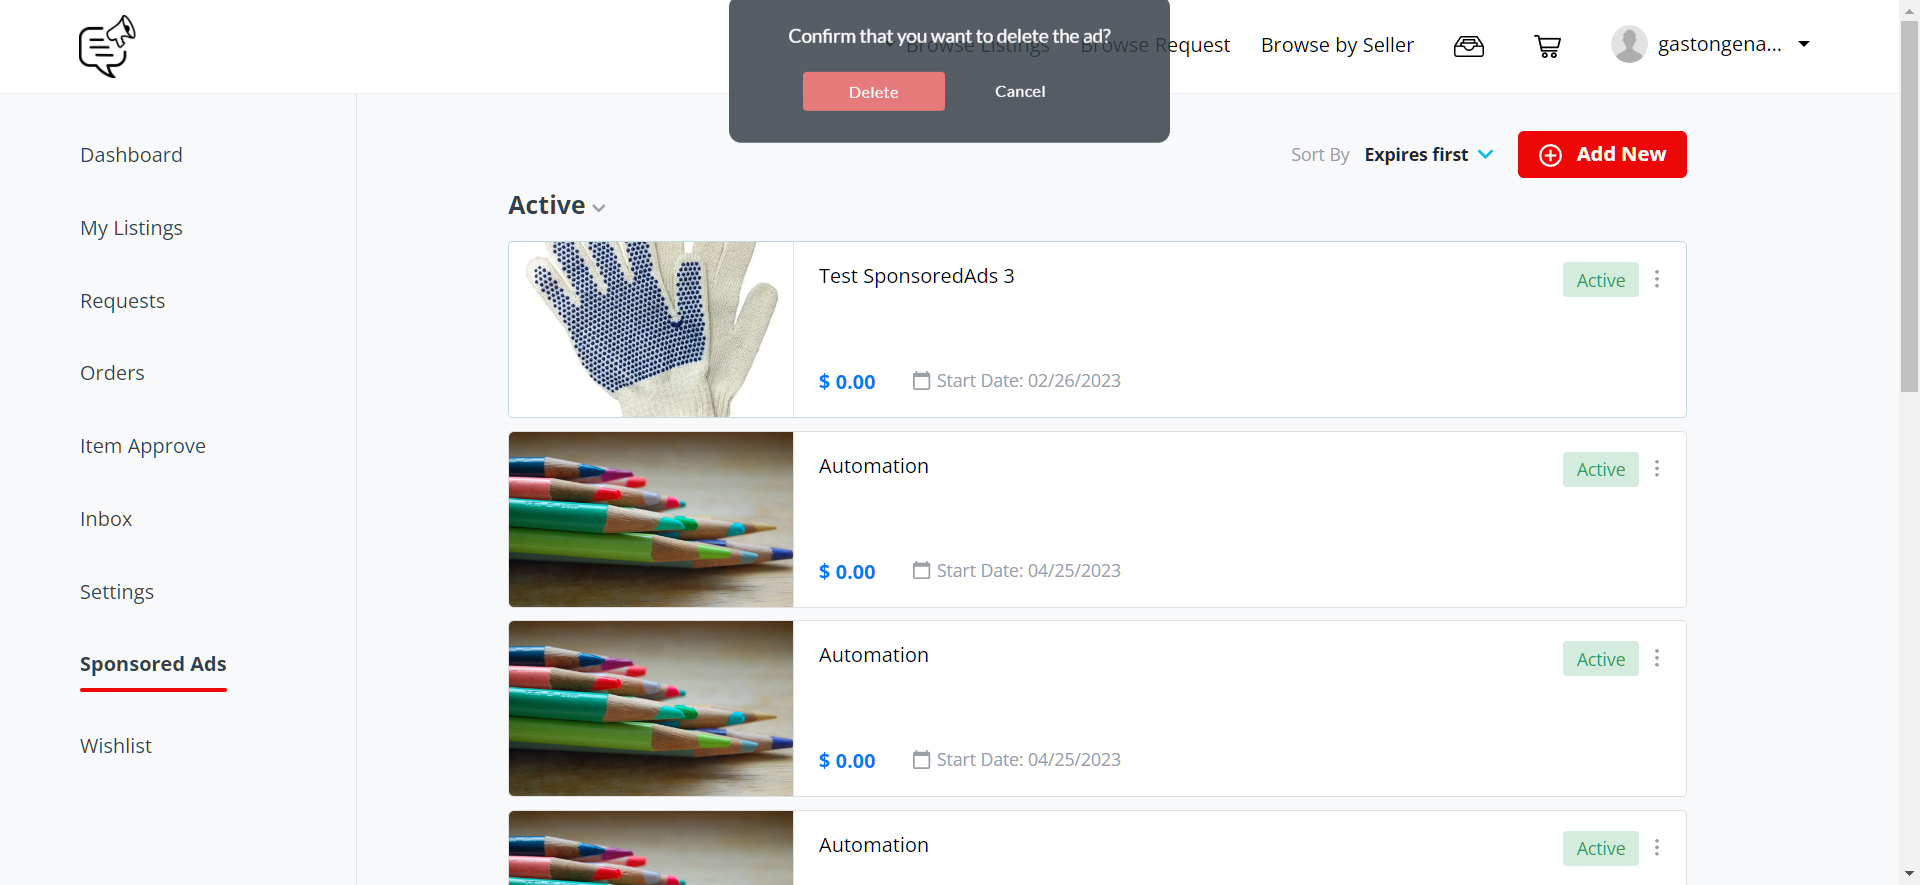 Confirm that you want to delete the ad?
Delete
Cancel
Browse Listings
Browse Request
Browse by Seller
gastongena...
Dashboard
My Listings
Requests
Orders
Item Approve
Inbox
Settings
Sponsored Ads
Wishlist
Sort By
Expires first
Add New
Active
Test SponsoredAds 3
Active
$ 0.00
Start Date: 02/26/2023
Automation
Active
$ 0.00
Start Date: 04/25/2023
Automation
Active
$ 0.00
Start Date: 04/25/2023
Automation
Active